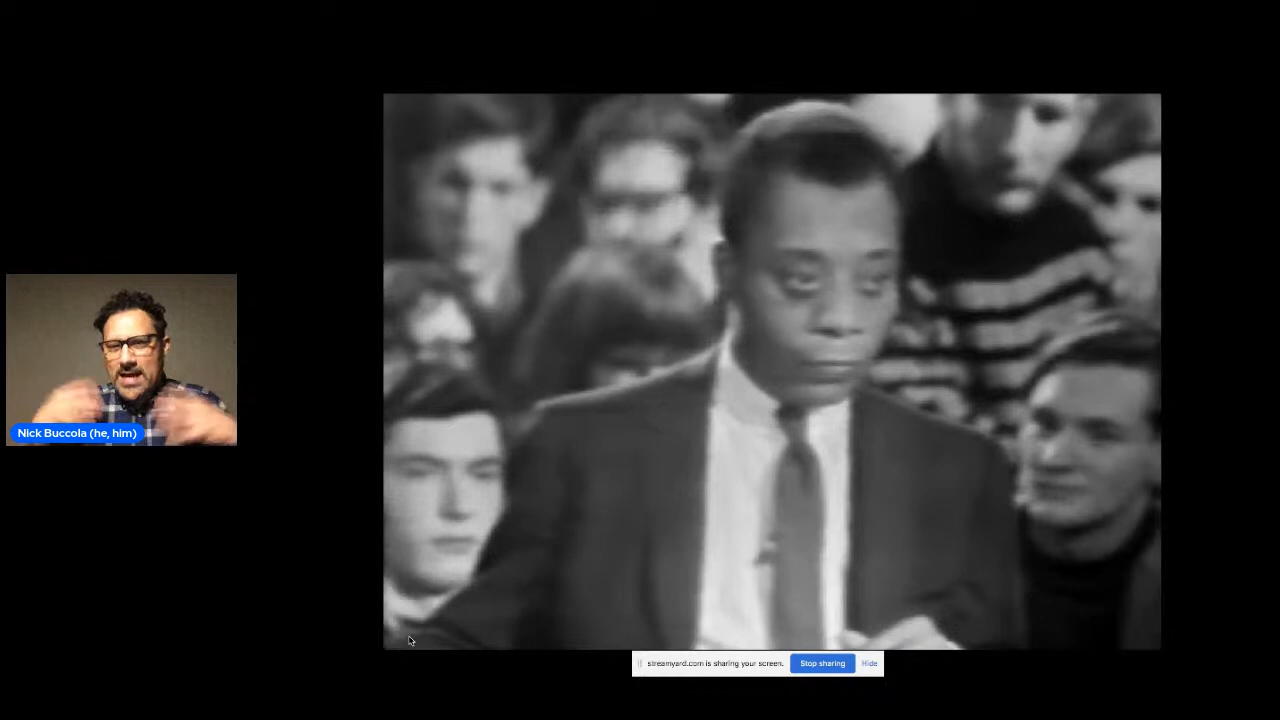 Nick Buccola (he, him)
streamyard.com is sharing your screen. Stop sharing Hide